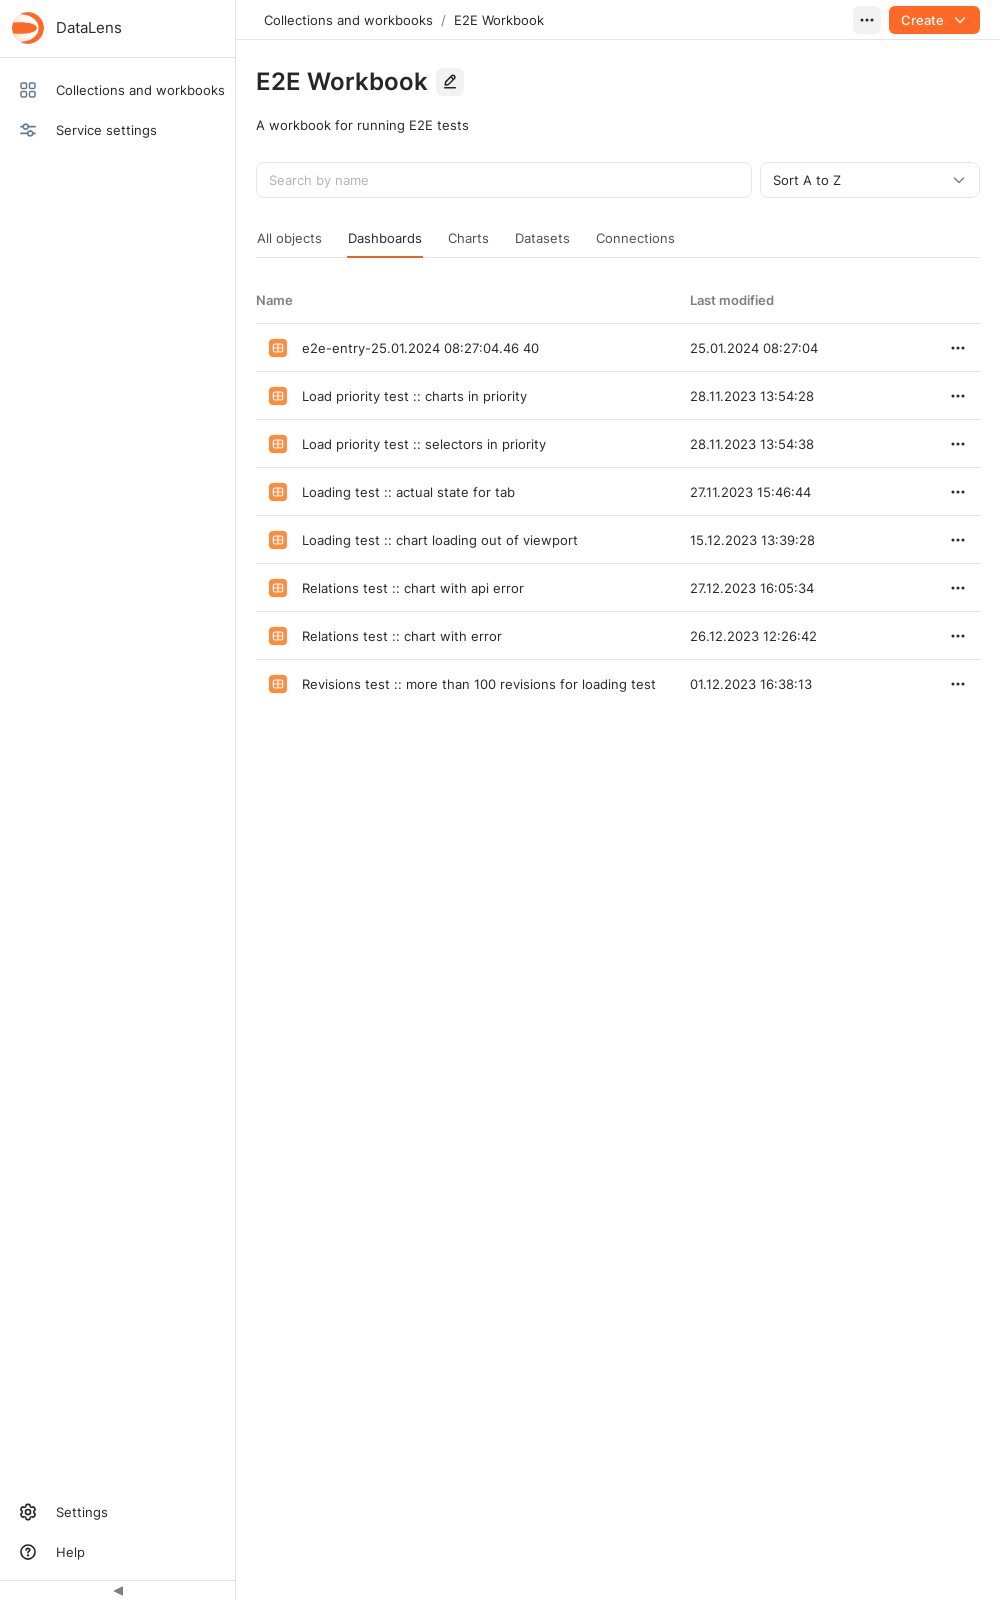 DataLens
Collections and workbooks
Service settings
Collections and workbooks / E2E Workbook
Create
E2E Workbook
A workbook for running E2E tests
Search by name
Sort A to Z
All objects Dashboards Charts Datasets Connections
Name Last modified
e2e-entry-25.01.2024 08:27:04.46 40 25.01.2024 08:27:04
Load priority test :: charts in priority 28.11.2023 13:54:28
Load priority test :: selectors in priority 28.11.2023 13:54:38
Loading test :: actual state for tab 27.11.2023 15:46:44
Loading test :: chart loading out of viewport 15.12.2023 13:39:28
Relations test :: chart with api error 27.12.2023 16:05:34
Relations test :: chart with error 26.12.2023 12:26:42
Revisions test :: more than 100 revisions for loading test 01.12.2023 16:38:13
Settings
Help